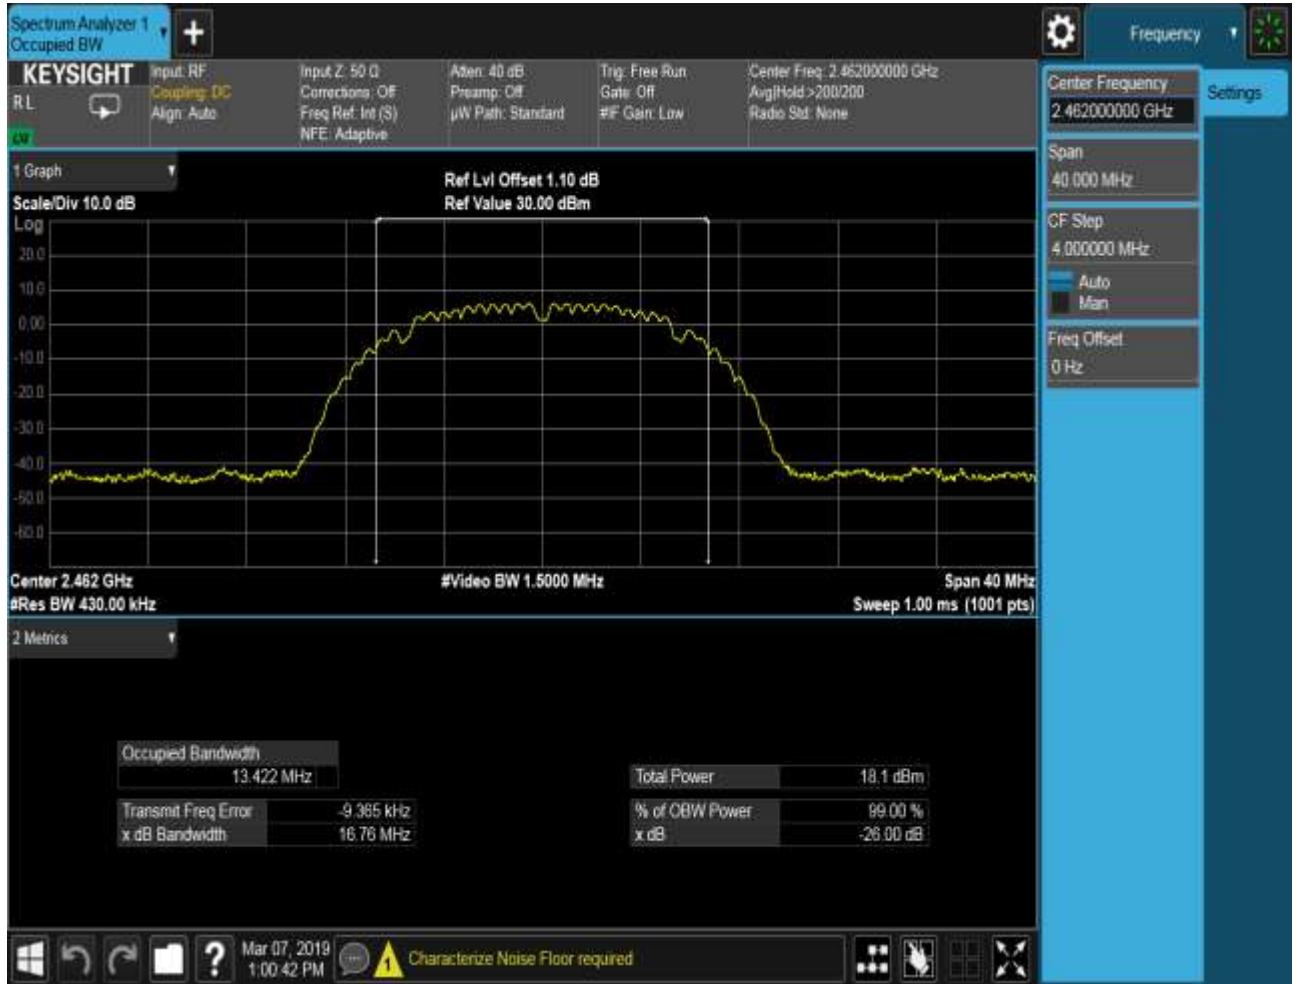 Spectrum Analyzer 1
Occupied BW
Frequency
KEYSIGHT
RL
Input: RF
Coupling: DC
Align: Auto
Input Z: 50 Ω
Corrections: Off
Freq Ref: Int (S)
NFE: Adaptive
Atten: 40 dB
Preamp: Off
µW Path: Standard
Trig: Free Run
Gate: Off
#IF Gain: Low
Center Freq: 2.462000000 GHz
Avg|Hold:>200/200
Radio Std: None
Center Frequency
2.462000000 GHz
Settings
Span
40.000 MHz
CF Step
4.000000 MHz
Auto
Man
Freq Offset
0 Hz
1 Graph
Scale/Div 10.0 dB
Ref Lvl Offset 1.10 dB
Ref Value 30.00 dBm
Log
20.0
10.0
0.00
-10.0
-20.0
-30.0
-40.0
-50.0
-60.0
Center 2.462 GHz
#Video BW 1.5000 MHz
Span 40 MHz
#Res BW 430.00 kHz
Sweep 1.00 ms (1001 pts)
2 Metrics
Occupied Bandwidth
13.422 MHz
Total Power 18.1 dBm
Transmit Freq Error -9.365 kHz
% of OBW Power 99.00 %
x dB Bandwidth 16.76 MHz
x dB -26.00 dB
?
Mar 07, 2019
1:00:42 PM
1
Characterize Noise Floor required